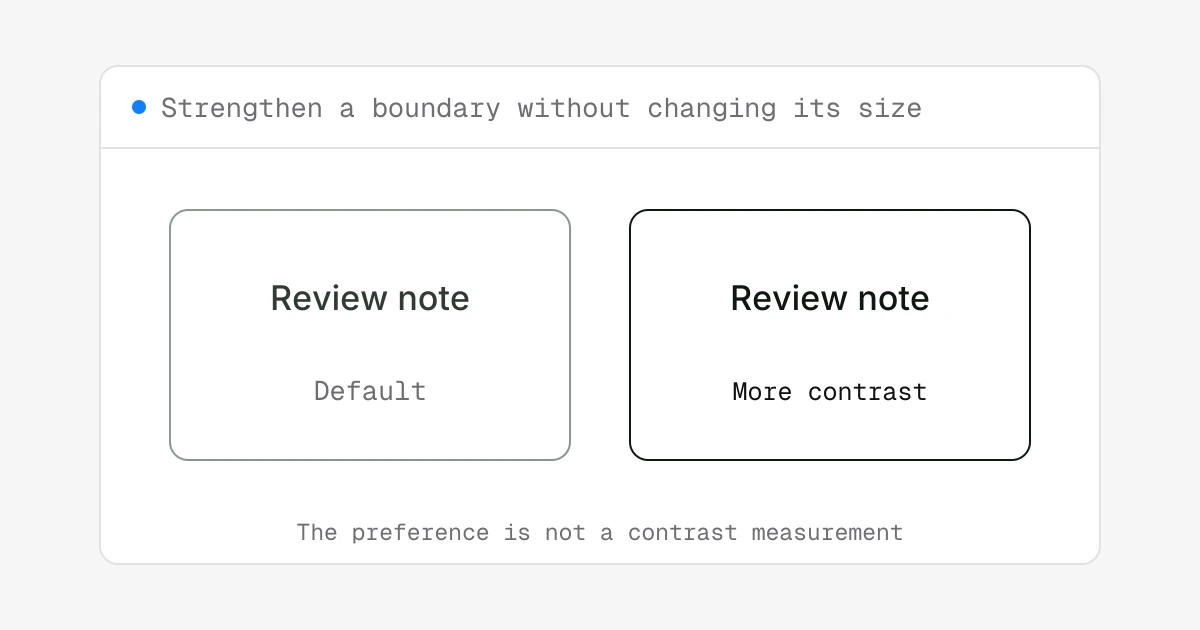 Strengthen a boundary without changing its size
Review note
Default
Review note
More contrast
The preference is not a contrast measurement